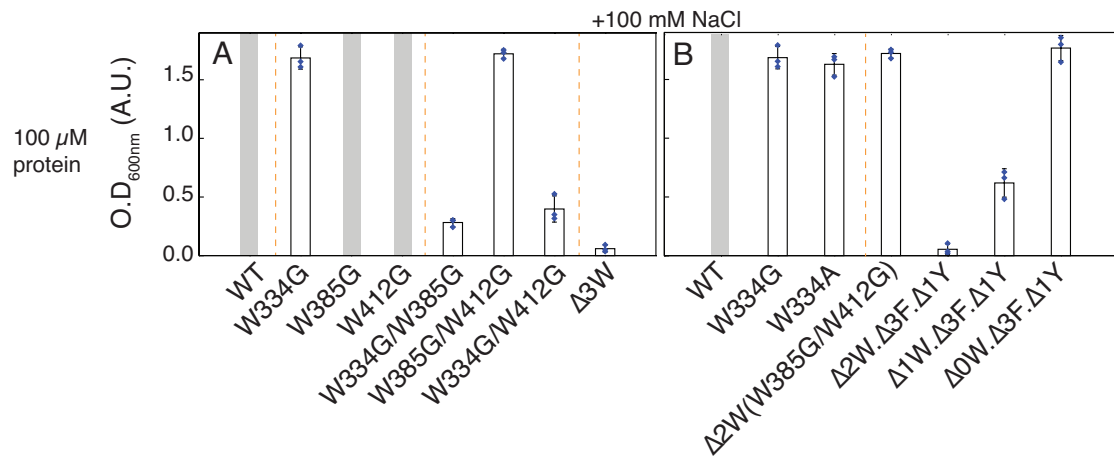 +100 mM NaCl
A
B
100 µM
protein
O.D600nm (A.U.)
1.5
1.0
0.5
0.0
WT
W334G
W385G
W412G
W334G/W385G
W385G/W412G
W334G/W412G
Δ3W
WT
W334G
W334A
Δ2W(W385G/W412G)
Δ2W.Δ3F.Δ1Y
Δ1W.Δ3F.Δ1Y
Δ0W.Δ3F.Δ1Y